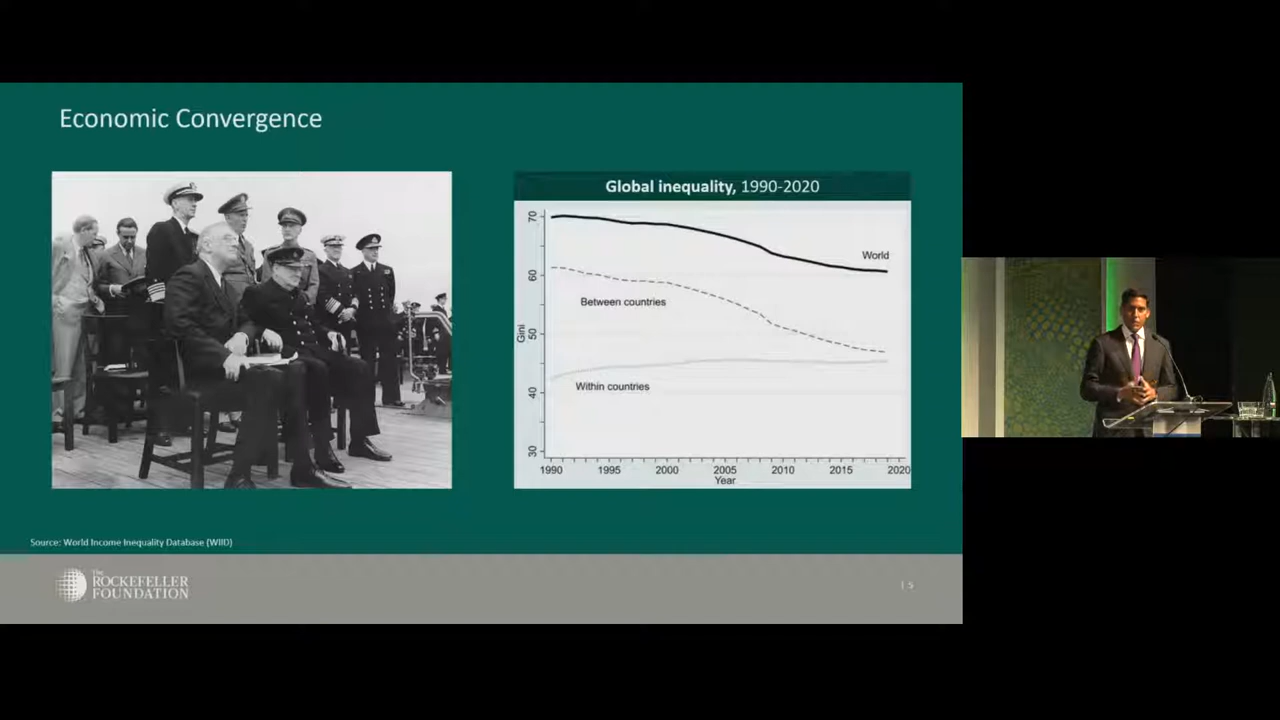 Economic Convergence
Global inequality, 1990-2020
70
60
50
40
30
Gini
World
Between countries
Within countries
1990 1995 2000 2005 2010 2015 2020
Year
Source: World Income Inequality Database (WIID)
The
ROCKEFELLER
FOUNDATION
| 5